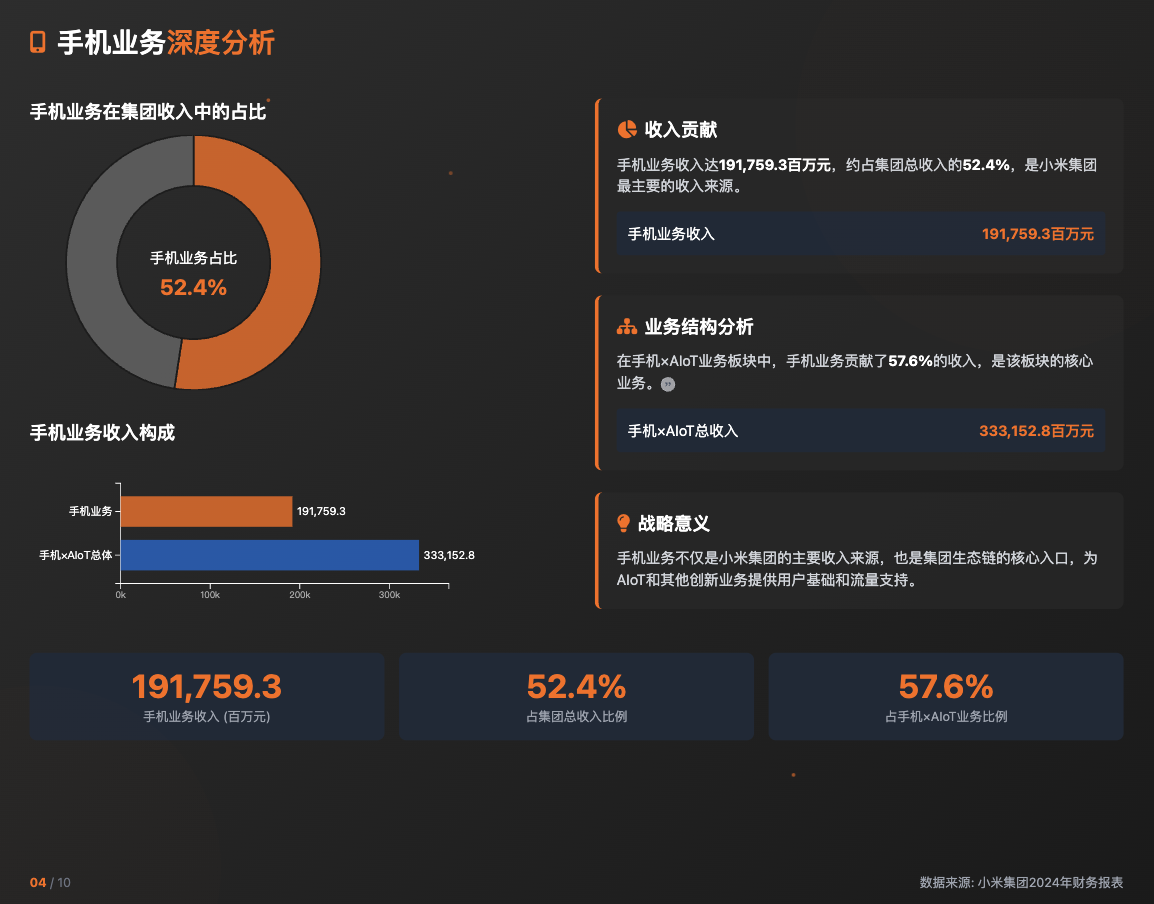 手机业务深度分析
手机业务在集团收入中的占比
手机业务占比
52.4%
手机业务收入构成
手机业务
191,759.3
手机×AIoT总体
333,152.8
0k
100k
200k
300k
收入贡献
手机业务收入达191,759.3百万元，约占集团总收入的52.4%，是小米集团
最主要的收入来源。
手机业务收入
191,759.3百万元
业务结构分析
在手机×AIoT业务板块中，手机业务贡献了57.6%的收入，是该板块的核心
业务。
手机×AIoT总收入
333,152.8百万元
战略意义
手机业务不仅是小米集团的主要收入来源，也是集团生态链的核心入口，为
AIoT和其他创新业务提供用户基础和流量支持。
191,759.3
手机业务收入 (百万元)
52.4%
占集团总收入比例
57.6%
占手机×AIoT业务比例
04 / 10
数据来源: 小米集团2024年财务报表